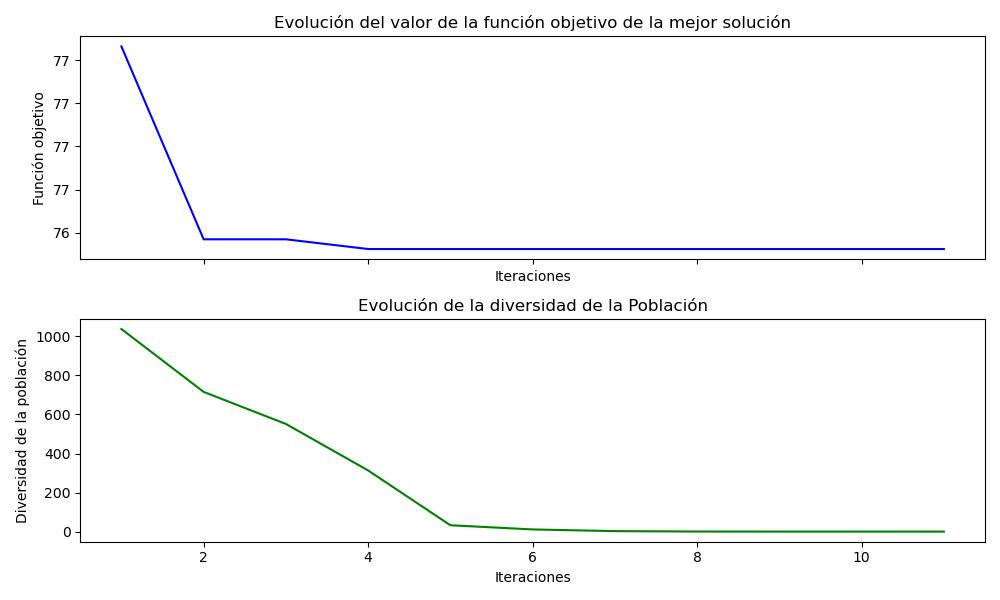 Evolución del valor de la función objetivo de la mejor solución
77
77
77
77
76
Función objetivo
Iteraciones
Evolución de la diversidad de la Población
1000
800
600
400
200
0
Diversidad de la población
2 4 6 8 10
Iteraciones